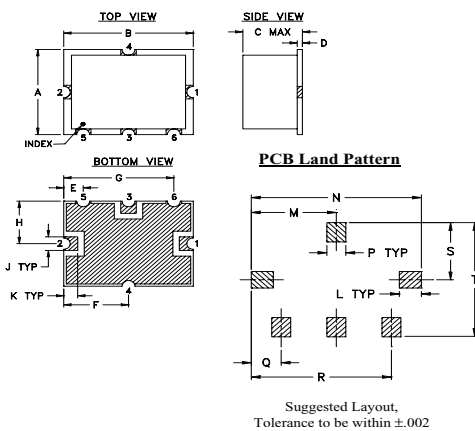 TOP VIEW
SIDE VIEW
B
C MAX
D
4
A
2
1
INDEX
5
3
6
BOTTOM VIEW
PCB Land Pattern
G
E
N
M
5
3
6
H
S
T
P TYP
2
1
J TYP
L TYP
K TYP
4
F
Q
R
Suggested Layout,
Tolerance to be within ±.002